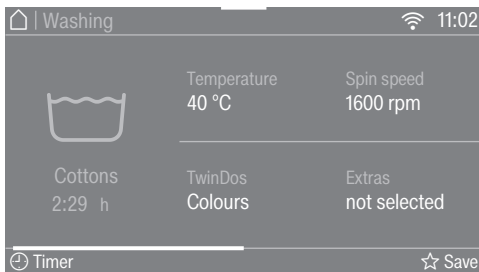 | Washing 11:02
Temperature Spin speed
40 °C 1600 rpm
Cottons TwinDos Extras
2:29 h Colours not selected
Timer Save